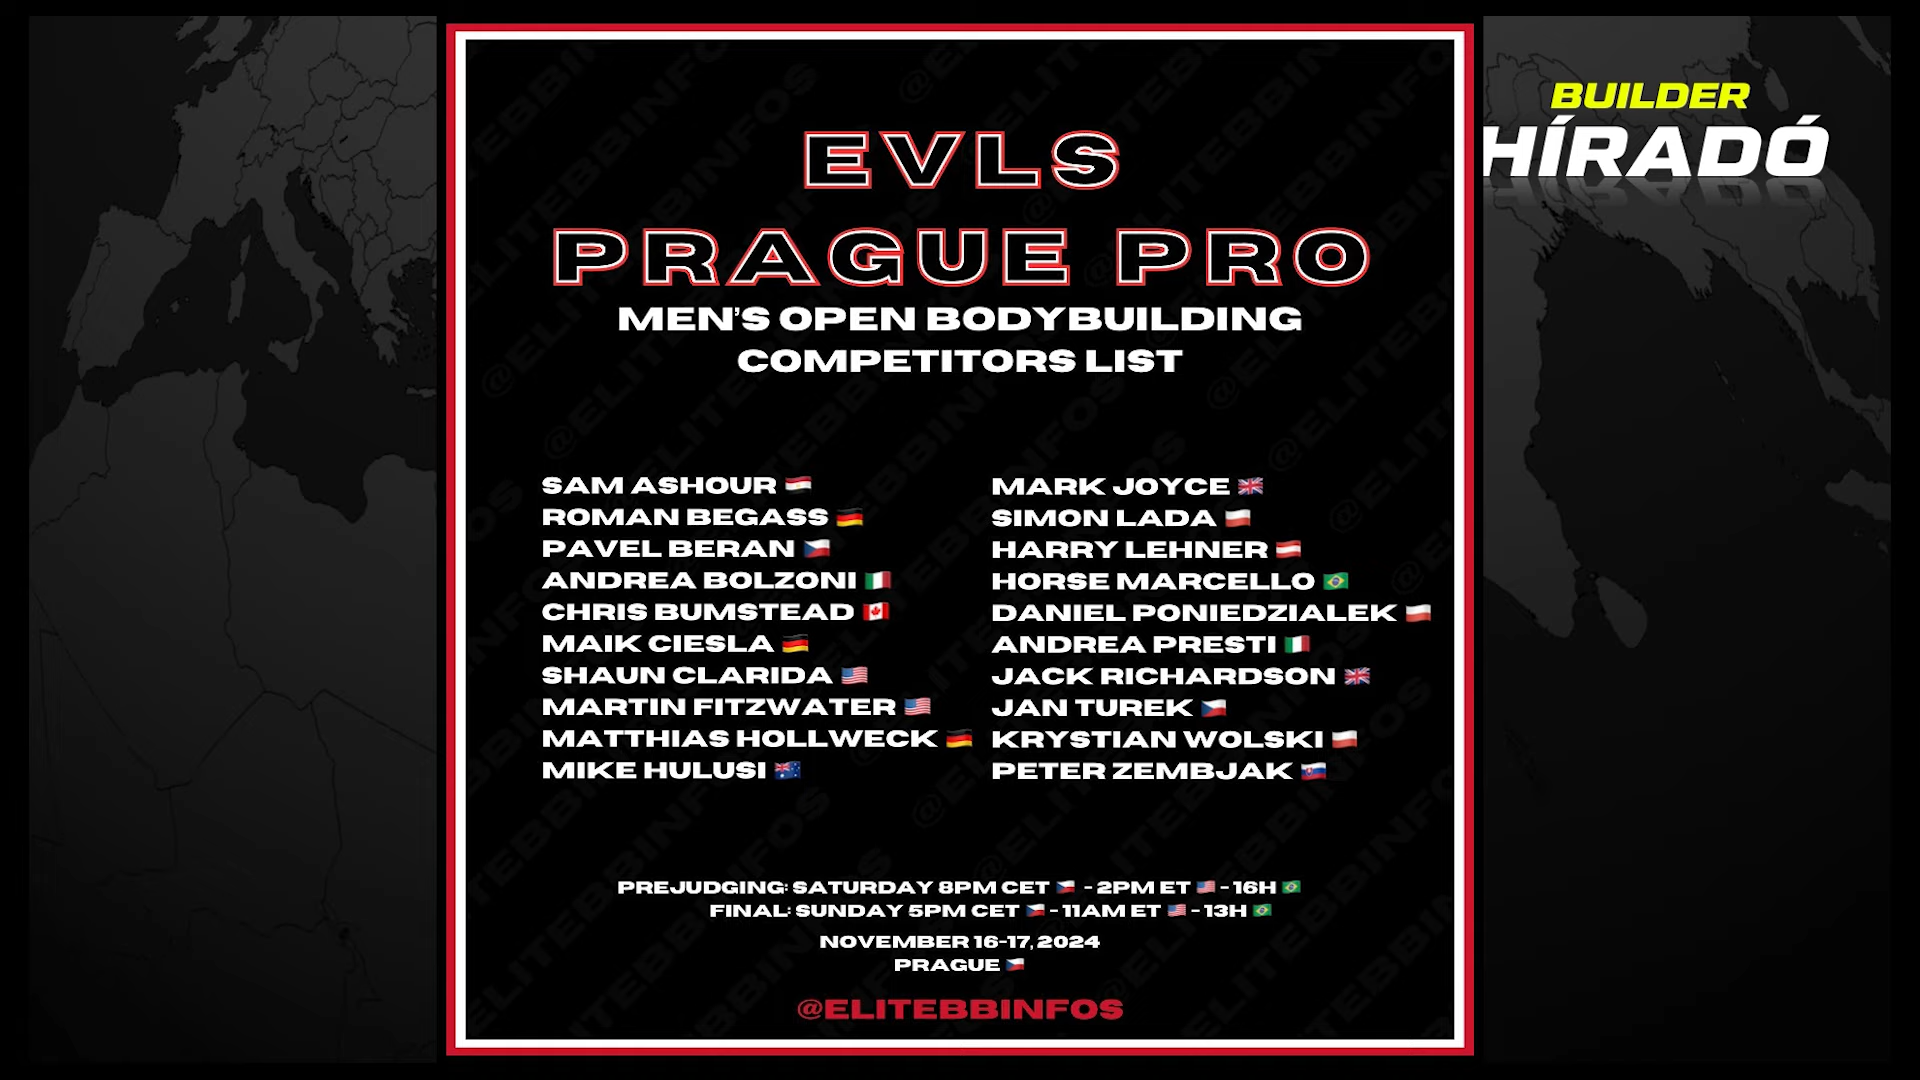 BUILDER
HÍRADÓ
EVLS
PRAGUE PRO
MEN'S OPEN BODYBUILDING
COMPETITORS LIST
SAM ASHOUR
ROMAN BEGASS
PAVEL BERAN
ANDREA BOLZONI
CHRIS BUMSTEAD
MAIK CIESLA
SHAUN CLARIDA
MARTIN FITZWATER
MATTHIAS HOLLWECK
MIKE HULUSI
MARK JOYCE
SIMON LADA
HARRY LEHNER
HORSE MARCELLO
DANIEL PONIEDZIALEK
ANDREA PRESTI
JACK RICHARDSON
JAN TUREK
KRYSTIAN WOLSKI
PETER ZEMBJAK
PREJUDGING: SATURDAY 8PM CET - 2PM ET - 16H
FINAL: SUNDAY 5PM CET - 11AM ET - 13H
NOVEMBER 16-17, 2024
PRAGUE
@ELITEBBINFOS